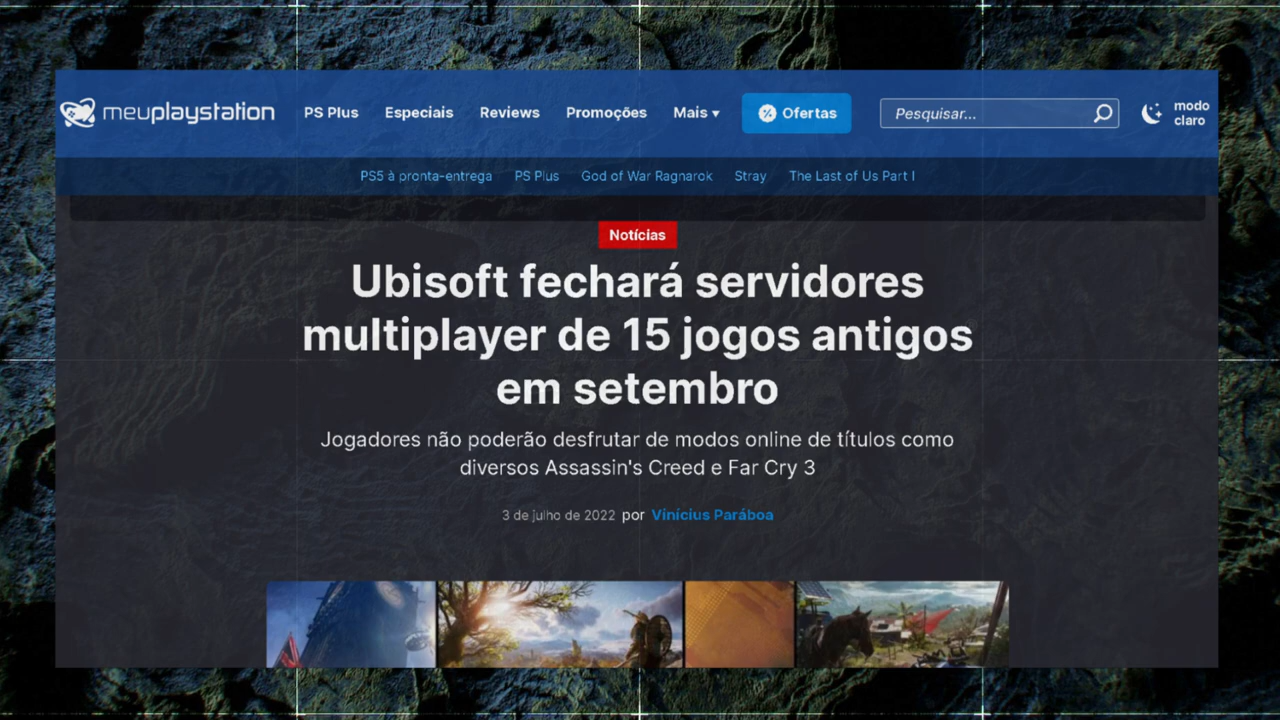 meuplaystation PS Plus Especiais Reviews Promoções Mais ▾ Ofertas Pesquisar... modo claro
PS5 à pronta-entrega PS Plus God of War Ragnarok Stray The Last of Us Part I
Notícias
Ubisoft fechará servidores
multiplayer de 15 jogos antigos
em setembro
Jogadores não poderão desfrutar de modos online de títulos como
diversos Assassin's Creed e Far Cry 3
3 de julho de 2022 por Vinícius Paráboa